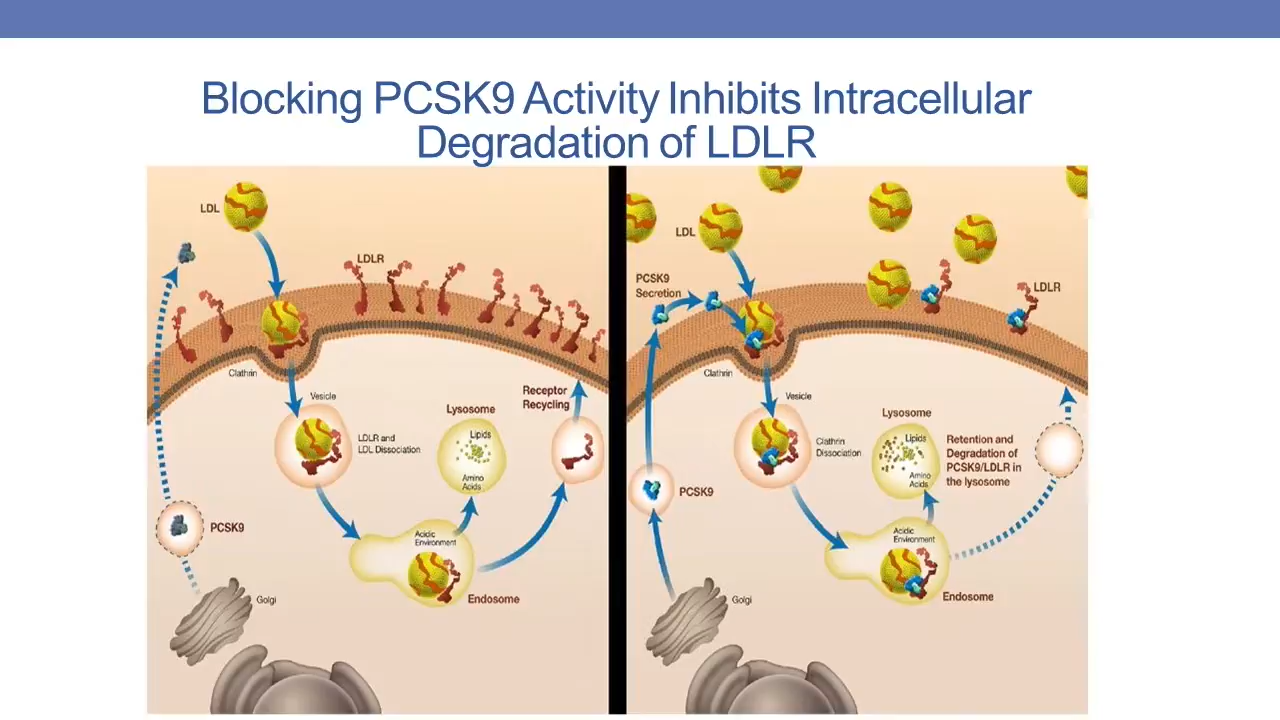 Blocking PCSK9 Activity Inhibits Intracellular
Degradation of LDLR
LDL
LDLR
Clathrin
Vesicle
LDLR and
LDL Dissociation
Lysosome
Lipids
Amino
Acids
Receptor
Recycling
PCSK9
Acidic
Environment
Endosome
Golgi
LDL
PCSK9
Secretion
LDLR
Clathrin
Vesicle
Clathrin
Dissociation
Lysosome
Lipids
Amino
Acids
Retention and
Degradation of
PCSK9/LDLR in
the lysosome
PCSK9
Acidic
Environment
Endosome
Golgi